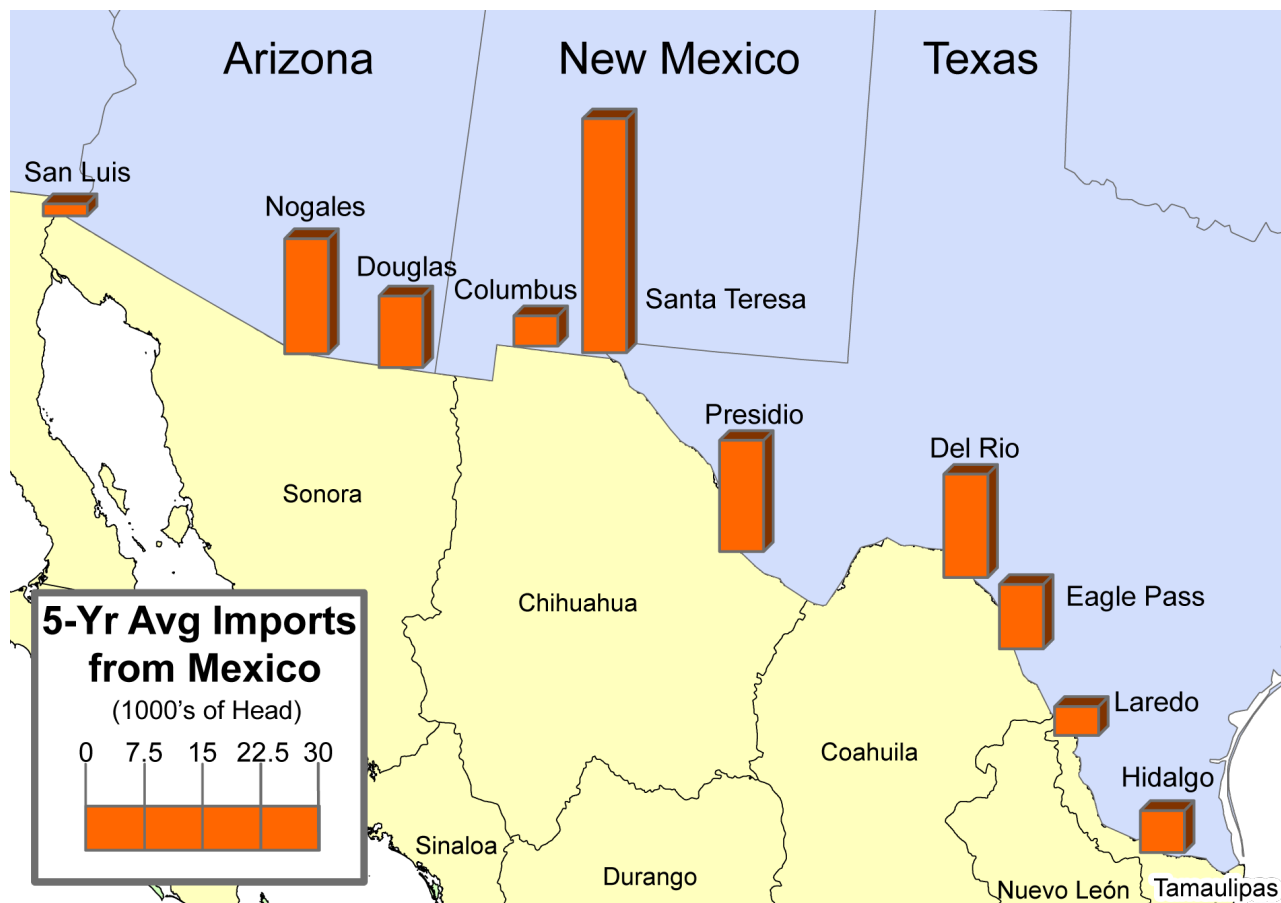 Arizona
New Mexico
Texas
San Luis
Nogales
Douglas
Columbus
Santa Teresa
Presidio
Del Rio
Eagle Pass
Laredo
Hidalgo
Sonora
Chihuahua
Coahuila
Sinaloa
Durango
Nuevo León
Tamaulipas
5-Yr Avg Imports
from Mexico
(1000's of Head)
0 7.5 15 22.5 30